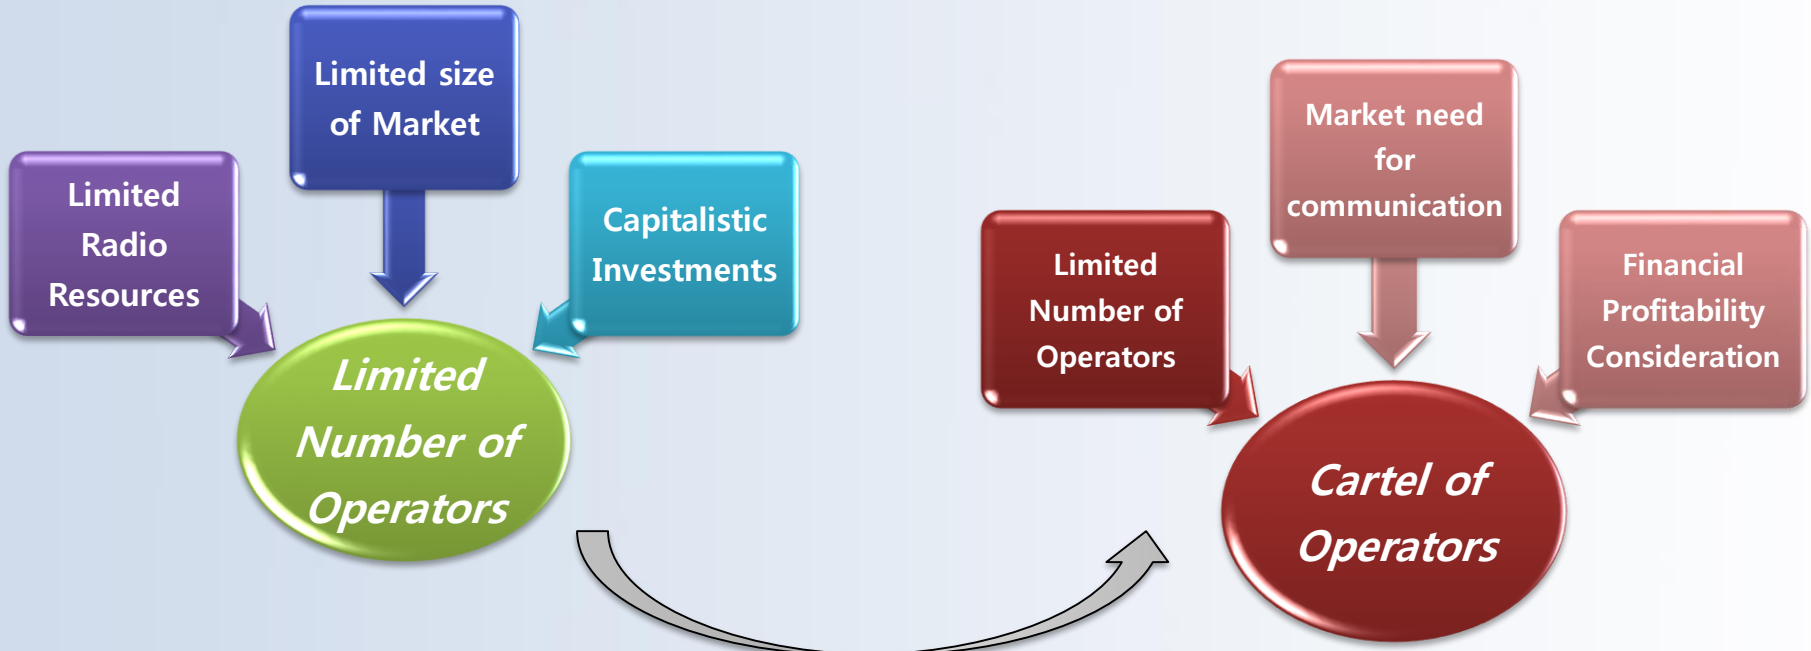 Limited size
of Market
Limited
Radio
Resources
Capitalistic
Investments
Limited
Number of
Operators
Market need
for
communication
Limited
Number of
Operators
Financial
Profitability
Consideration
Cartel of
Operators